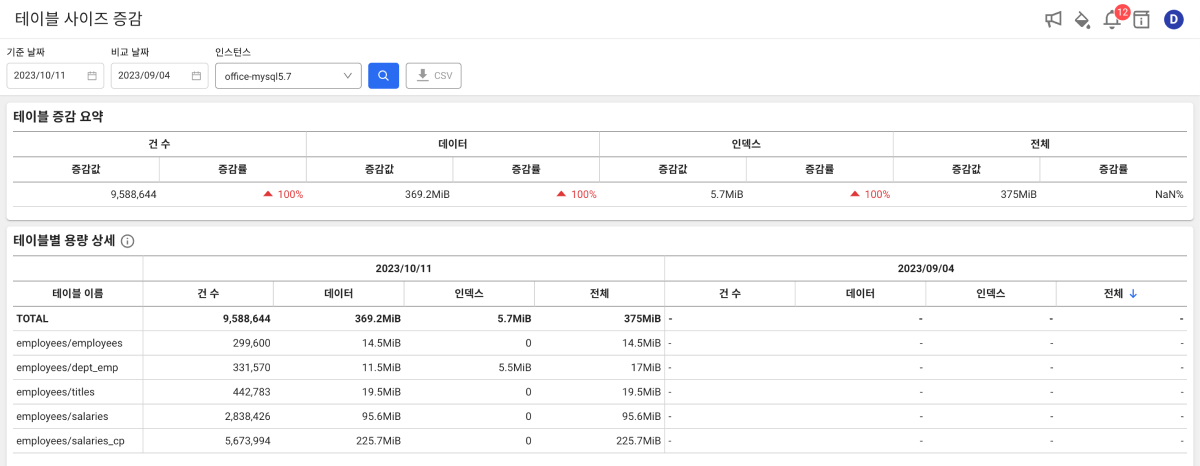 테이블 사이즈 증감
12
D
기준 날짜 비교 날짜 인스턴스
2023/10/11 2023/09/04 office-mysql5.7 CSV
테이블 증감 요약
건 수 데이터 인덱스 전체
증감값 증감률 증감값 증감률 증감값 증감률 증감값 증감률
9,588,644 100% 369.2MiB 100% 5.7MiB 100% 375MiB NaN%
테이블별 용량 상세
2023/10/11 2023/09/04
테이블 이름 건 수 데이터 인덱스 전체 건 수 데이터 인덱스 전체
TOTAL 9,588,644 369.2MiB 5.7MiB 375MiB - - - -
employees/employees 299,600 14.5MiB 0 14.5MiB - - - -
employees/dept_emp 331,570 11.5MiB 5.5MiB 17MiB - - - -
employees/titles 442,783 19.5MiB 0 19.5MiB - - - -
employees/salaries 2,838,426 95.6MiB 0 95.6MiB - - - -
employees/salaries_cp 5,673,994 225.7MiB 0 225.7MiB - - - -